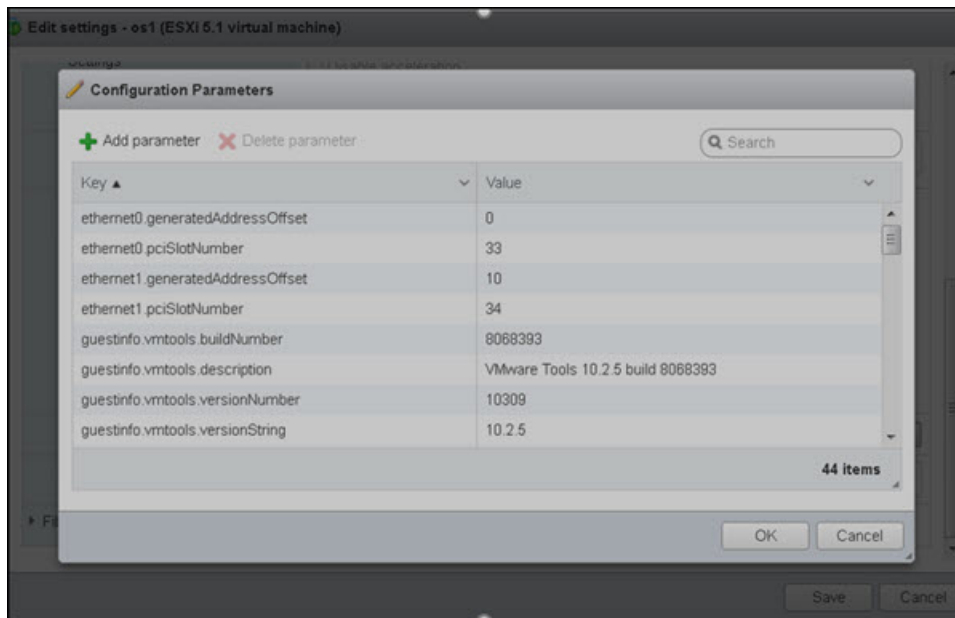 Edit settings - os1 (ESXi 5.1 virtual machine)
Settings
Disable acceleration
Configuration Parameters
Add parameter Delete parameter Search
Key Value
ethernet0.generatedAddressOffset 0
ethernet0.pciSlotNumber 33
ethernet1.generatedAddressOffset 10
ethernet1.pciSlotNumber 34
guestinfo.vmtools.buildNumber 8068393
guestinfo.vmtools.description VMware Tools 10.2.5 build 8068393
guestinfo.vmtools.versionNumber 10309
guestinfo.vmtools.versionString 10.2.5
44 items
OK Cancel
Save Cancel